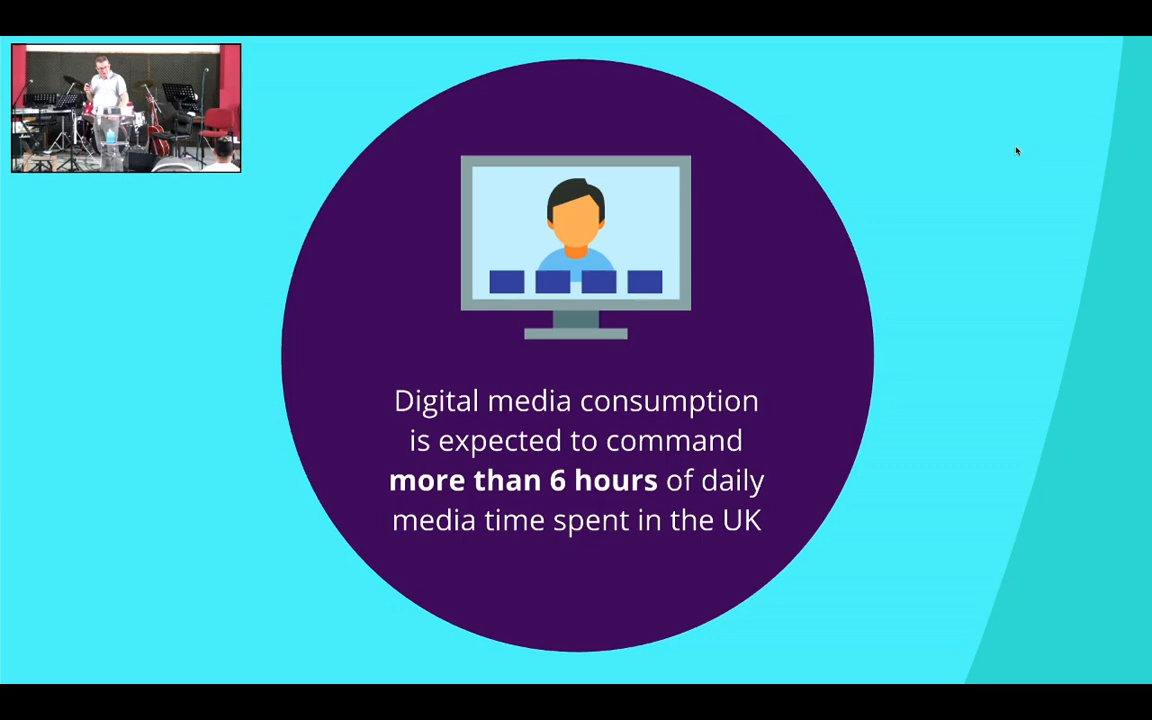 Digital media consumption
is expected to command
more than 6 hours of daily
media time spent in the UK